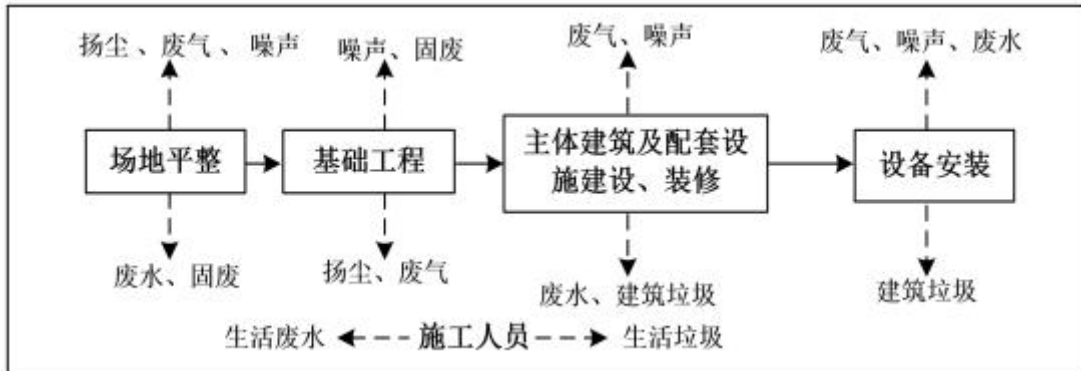 扬尘、废气、噪声
噪声、固废
废气、噪声
废气、噪声、废水
场地平整
基础工程
主体建筑及配套设
施建设、装修
设备安装
废水、固废
扬尘、废气
废水、建筑垃圾
建筑垃圾
生活废水
施工人员
生活垃圾